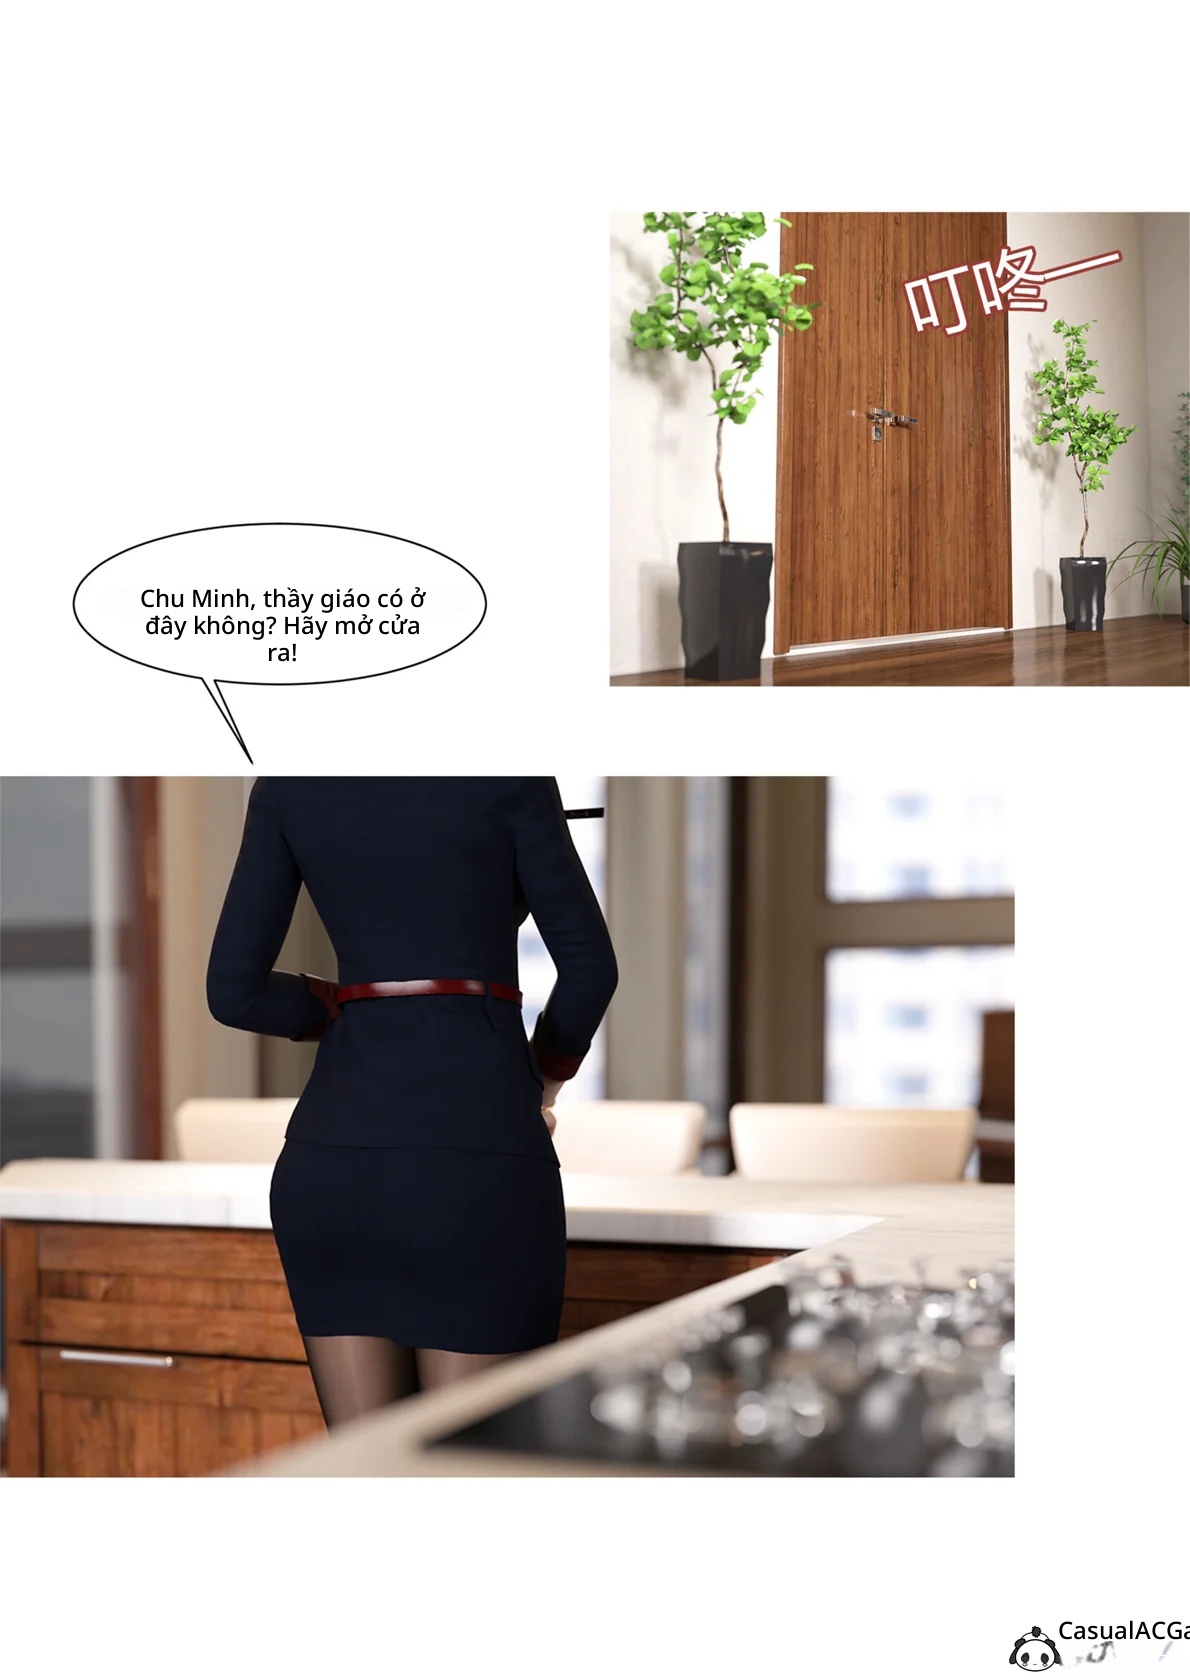 叮咚—
Chu Minh, thầy giáo có ở
đây không? Hãy mở cửa
ra!
CasualACGa